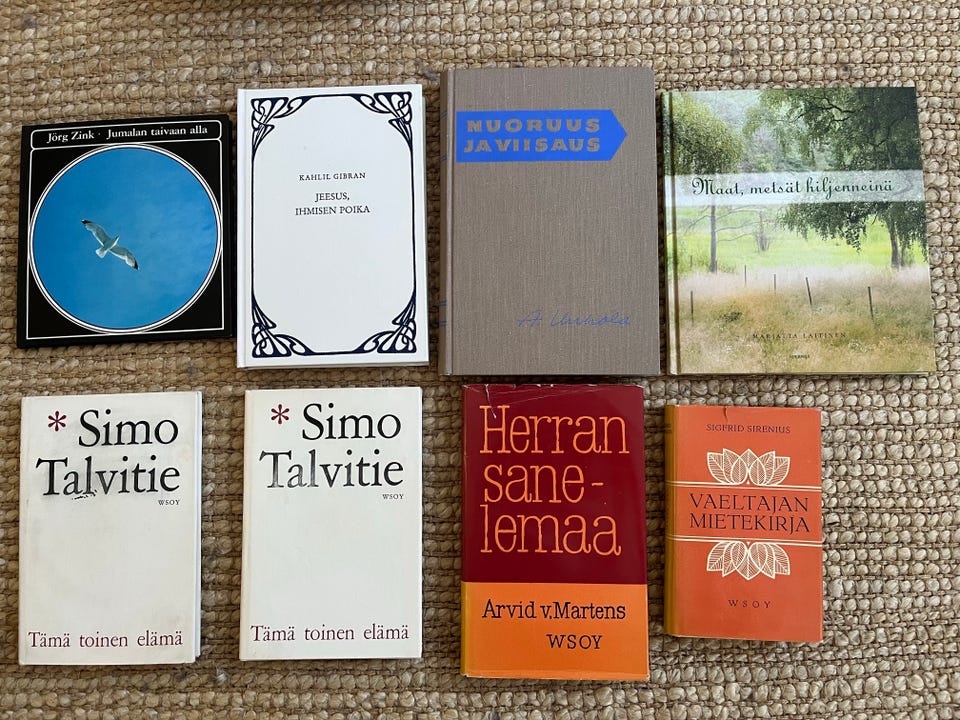 Jörg Zink · Jumalan taivaan alla
KAHLIL GIBRAN
JEESUS,
IHMISEN POIKA
NUORUUS
JA VIISAUS
Maat, metsät hiljenneinä
MARJATTA LAITINEN
* Simo
Talvitie
WSOY
Tämä toinen elämä
* Simo
Talvitie
WSOY
Tämä toinen elämä
Herran
sane-
lemaa
Arvid v. Martens
WSOY
SIGFRID SIRENIUS
VAELTAJAN
MIETEKIRJA
WSOY